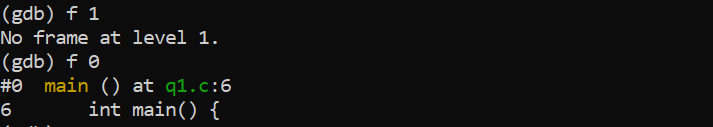 (gdb) f 1
No frame at level 1.
(gdb) f 0
#0  main () at q1.c:6
6       int main() {